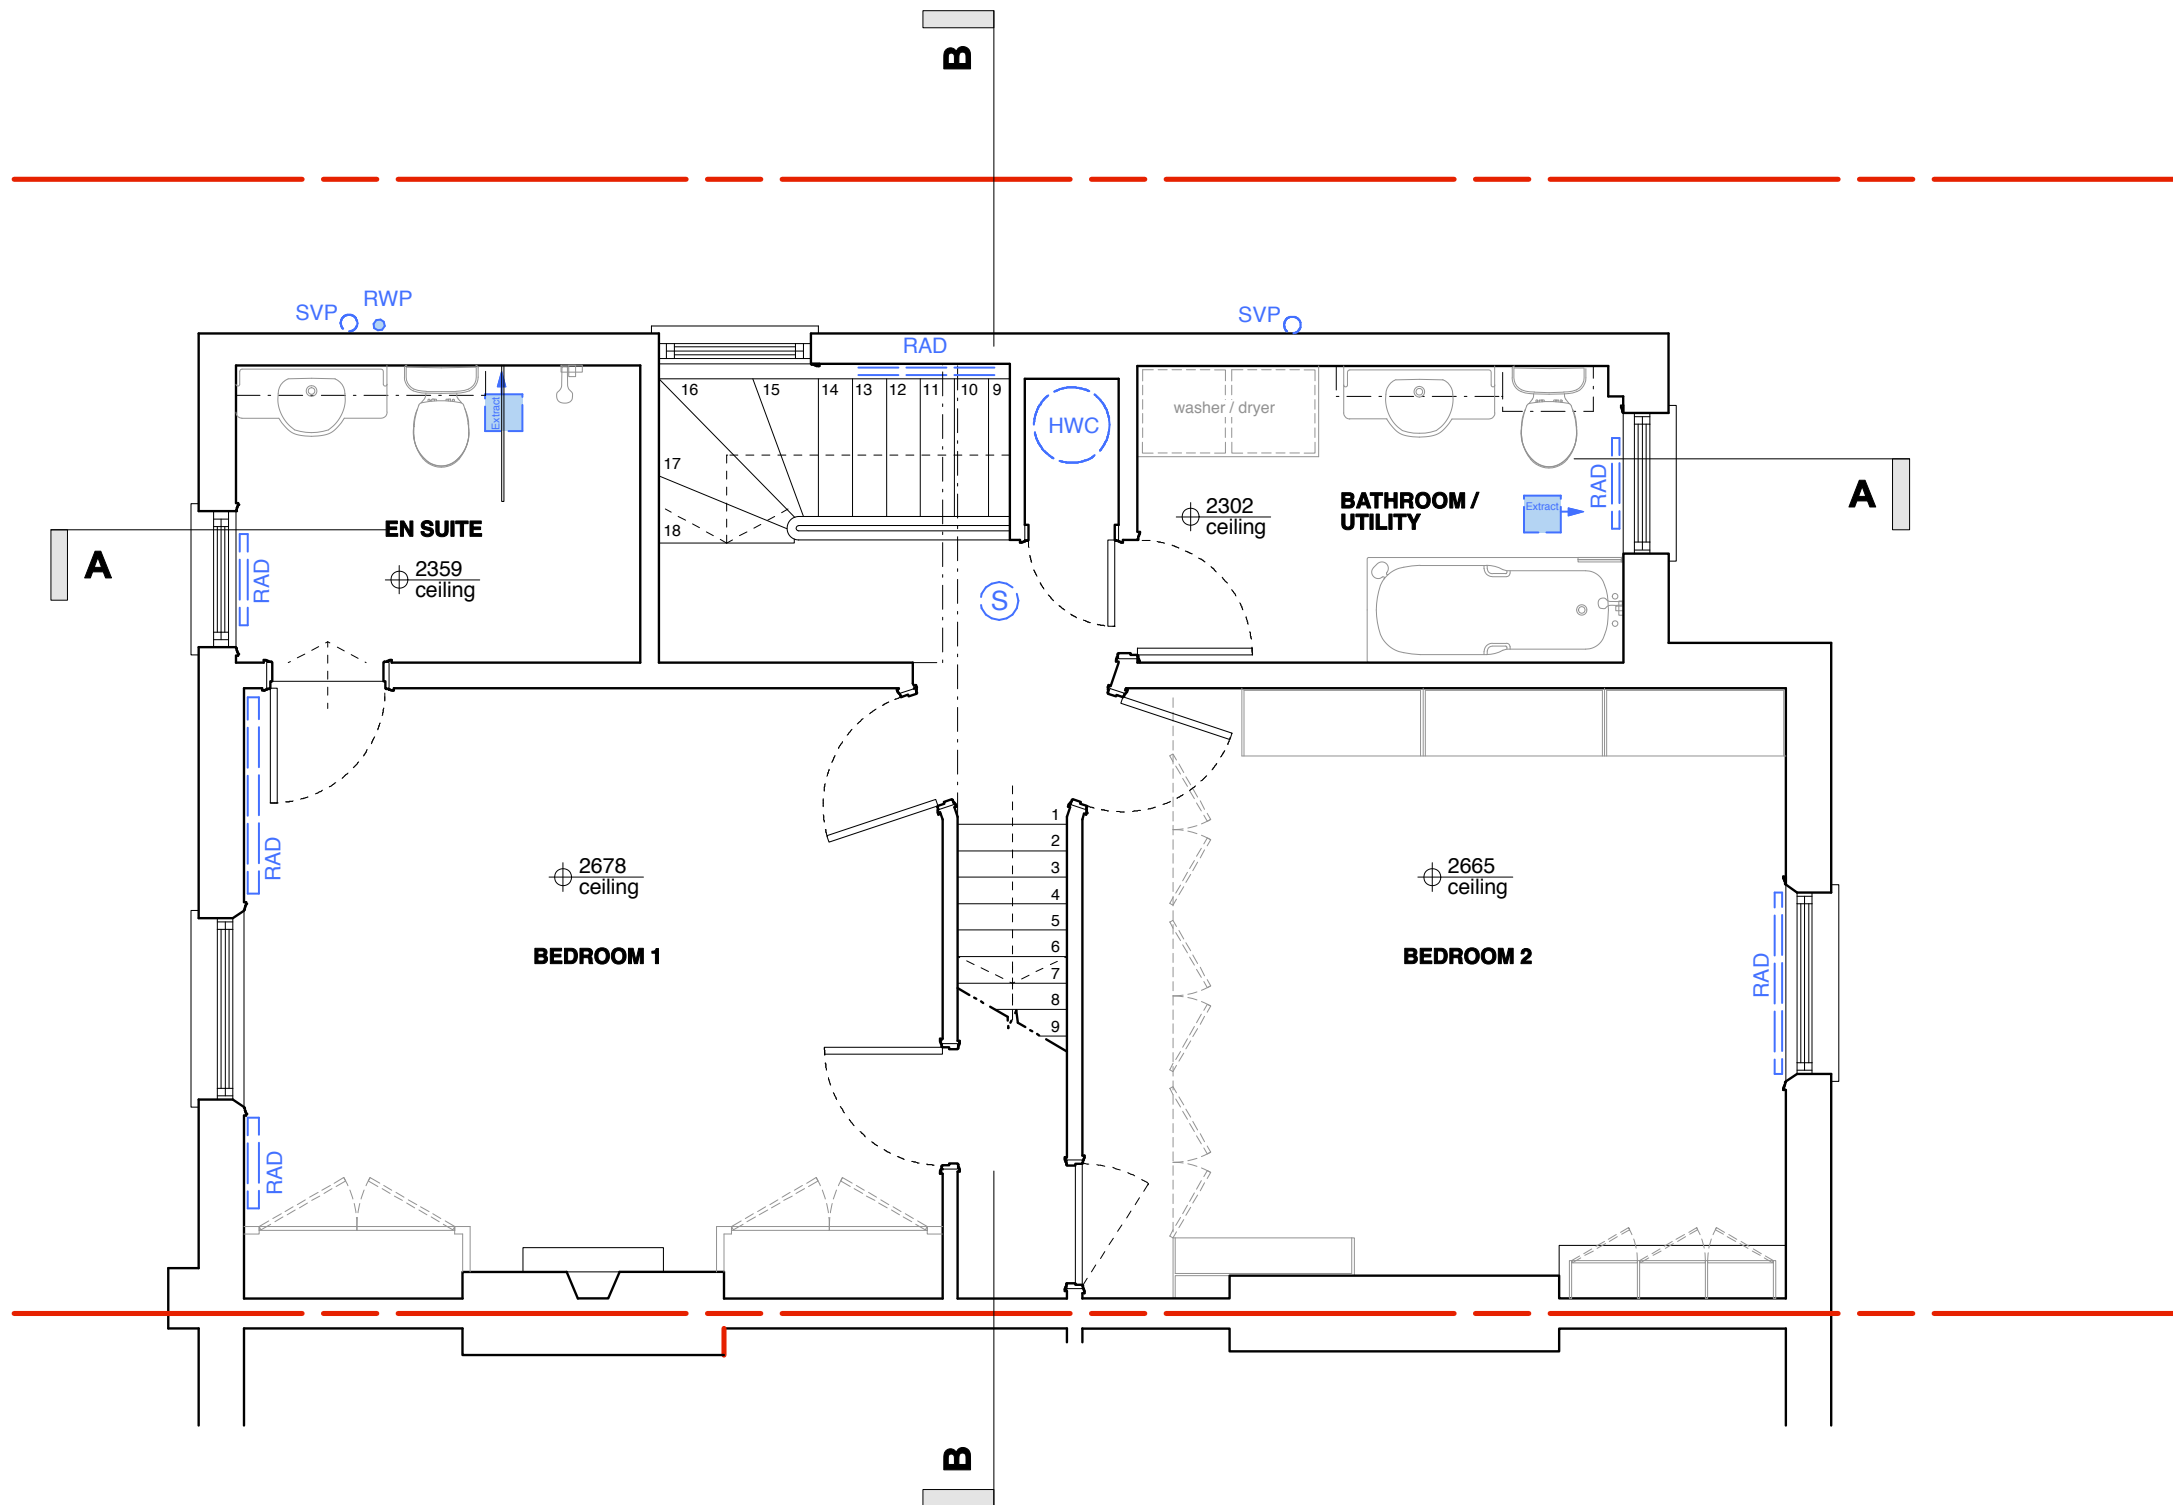 B
SVP
RWP
SVP
RAD
16
15
14
13
12
11
10
9
17
18
Extract
HWC
washer / dryer
RAD
2302
ceiling
BATHROOM /
UTILITY
Extract
A
A
EN SUITE
2359
ceiling
RAD
S
RAD
2678
ceiling
BEDROOM 1
1
2
3
4
5
6
7
8
9
2665
ceiling
BEDROOM 2
RAD
RAD
B